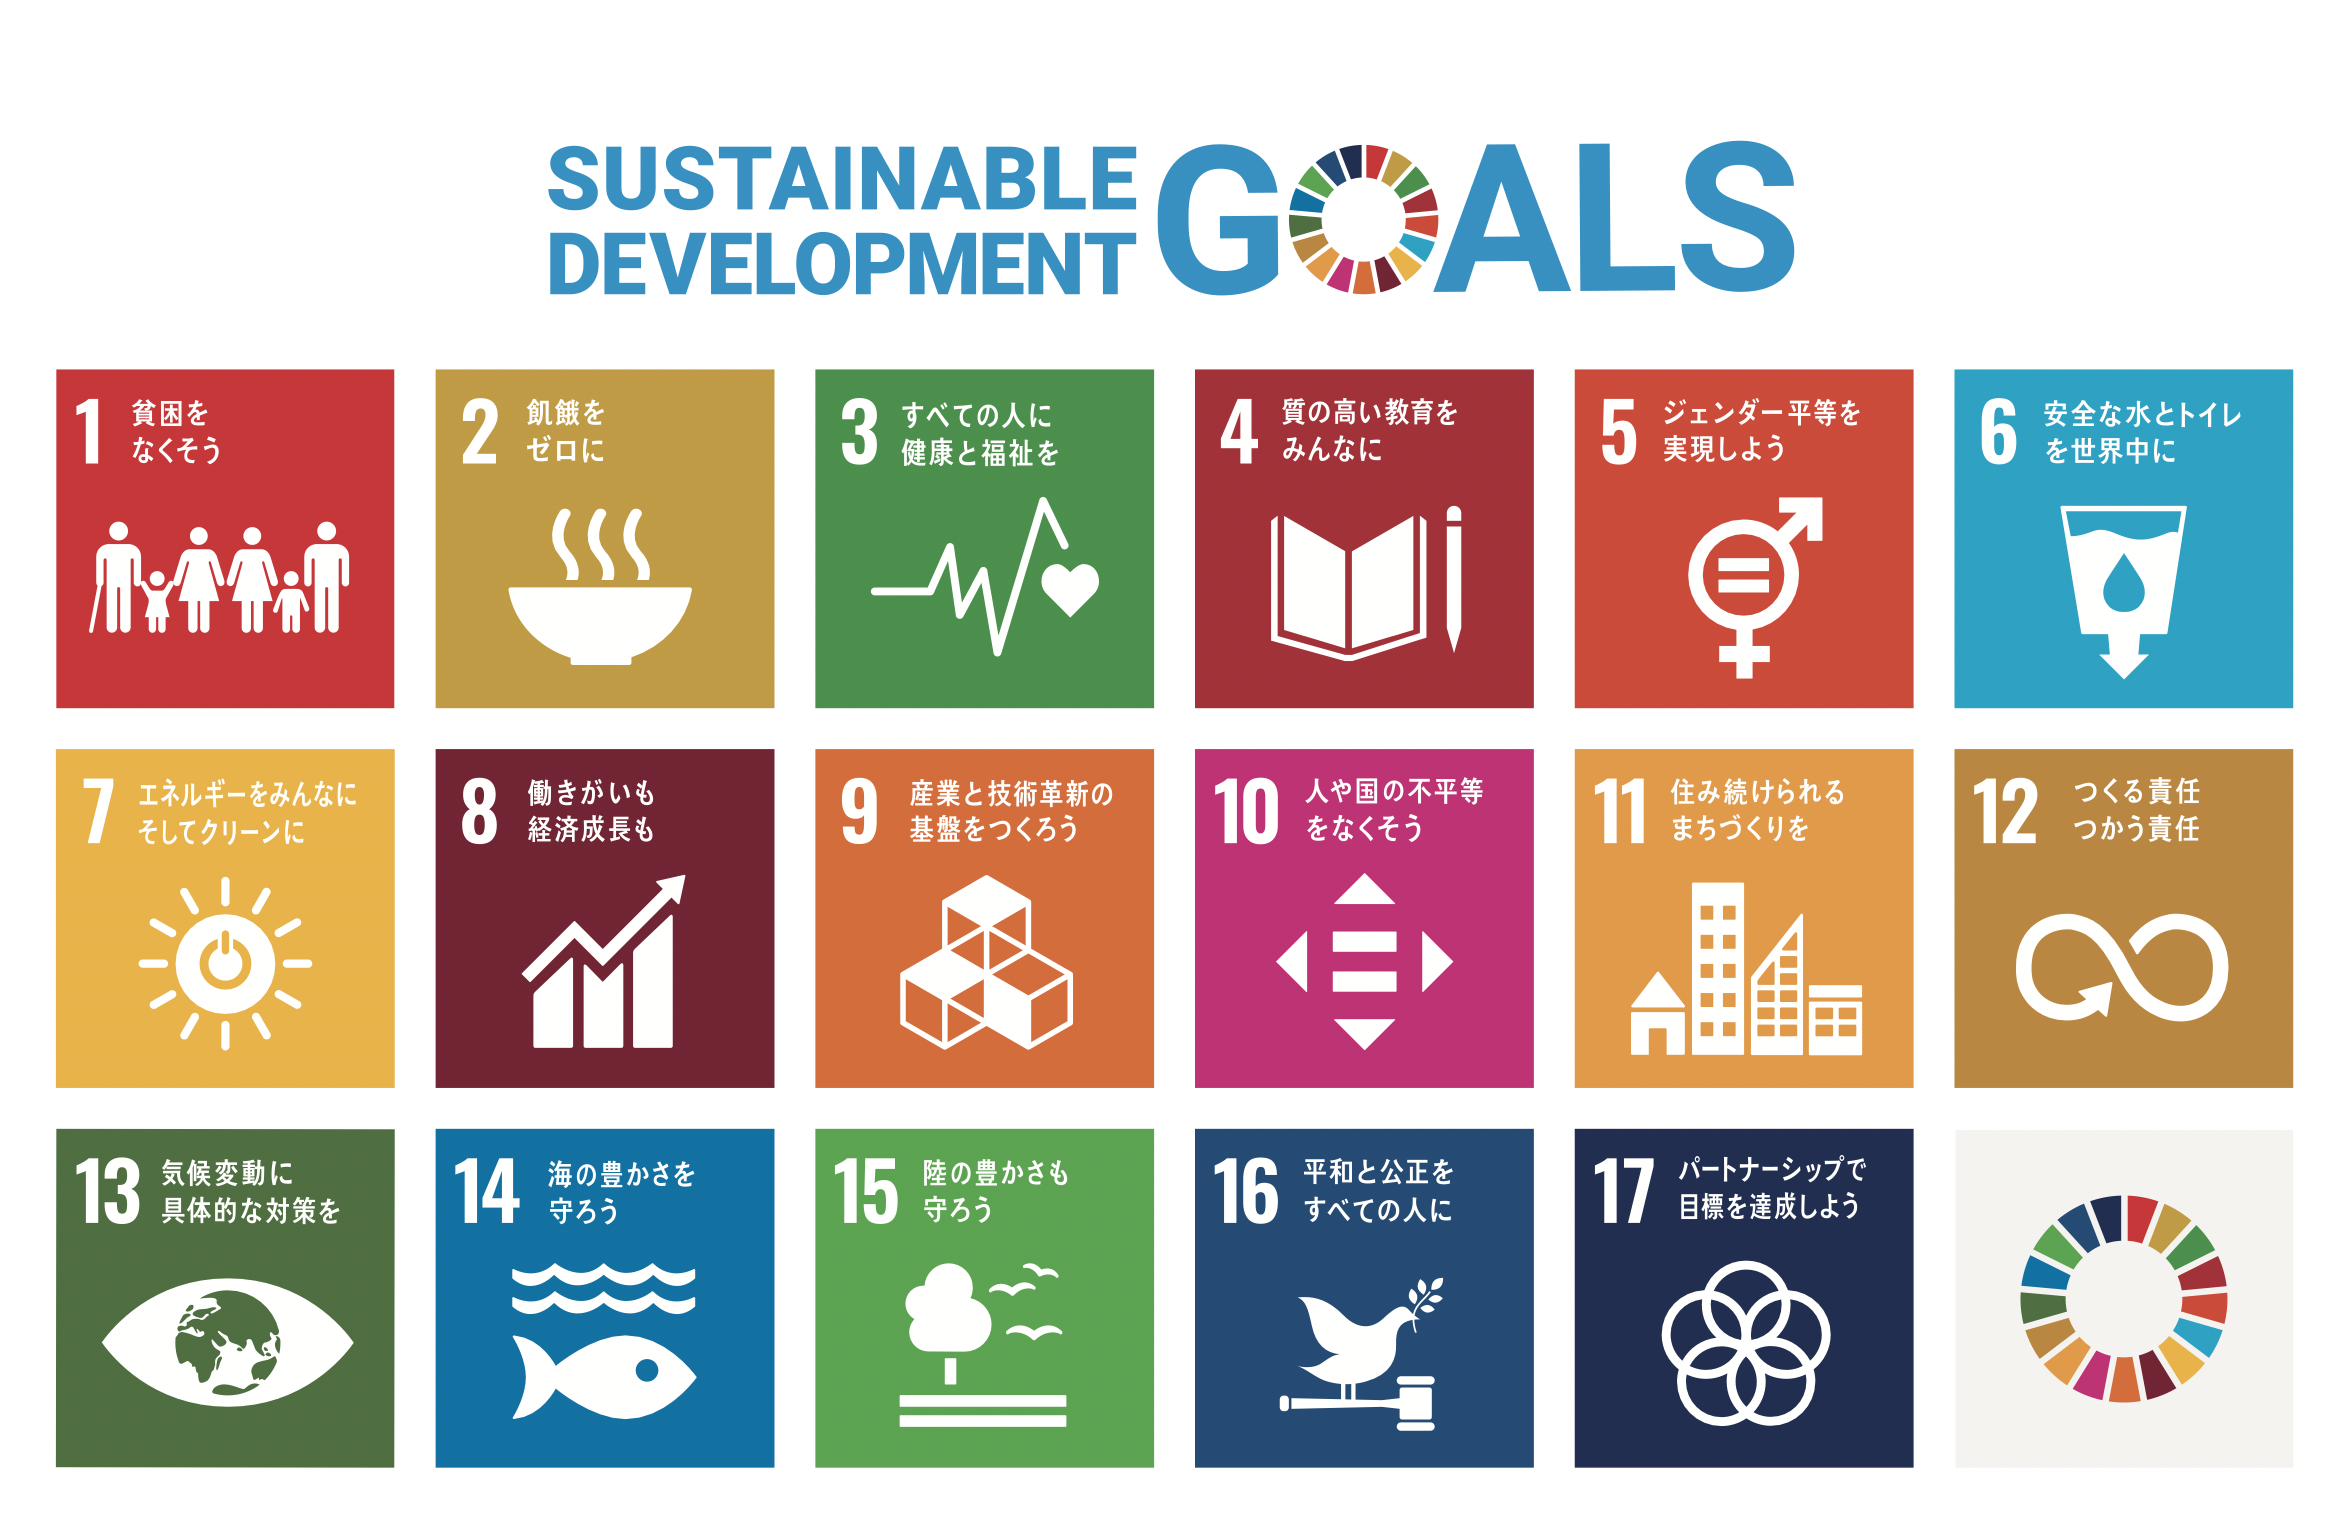 SUSTAINABLE
DEVELOPMENT
GOALS
1
貧困を
なくそう
2
飢餓を
ゼロに
3
すべての人に
健康と福祉を
4
質の高い教育を
みんなに
5
ジェンダー平等を
実現しよう
6
安全な水とトイレ
を世界中に
7
エネルギーをみんなに
そしてクリーンに
8
働きがいも
経済成長も
9
産業と技術革新の
基盤をつくろう
10
人や国の不平等
をなくそう
11
住み続けられる
まちづくりを
12
つくる責任
つかう責任
13
気候変動に
具体的な対策を
14
海の豊かさを
守ろう
15
陸の豊かさも
守ろう
16
平和と公正を
すべての人に
17
パートナーシップで
目標を達成しよう